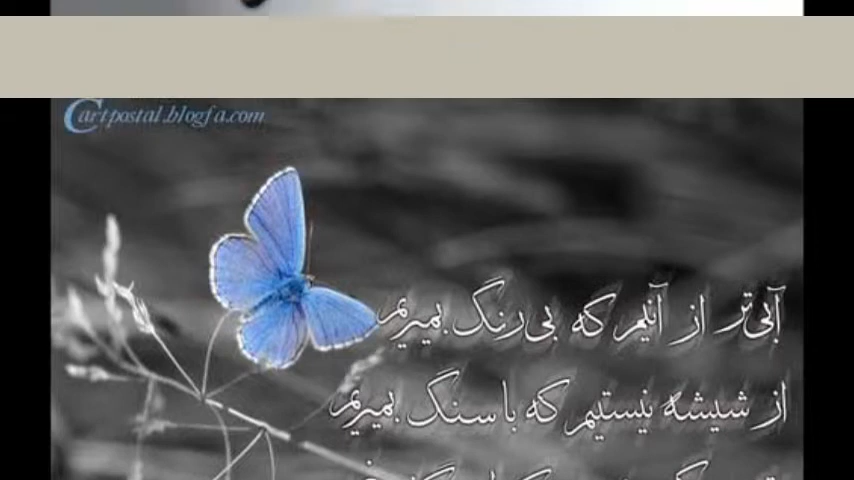 Cartpostal.blogfa.com
آبی‌تر از آنیم که بی‌رنگ بمیریم
از شیشه نیستیم که با سنگ بمیریم